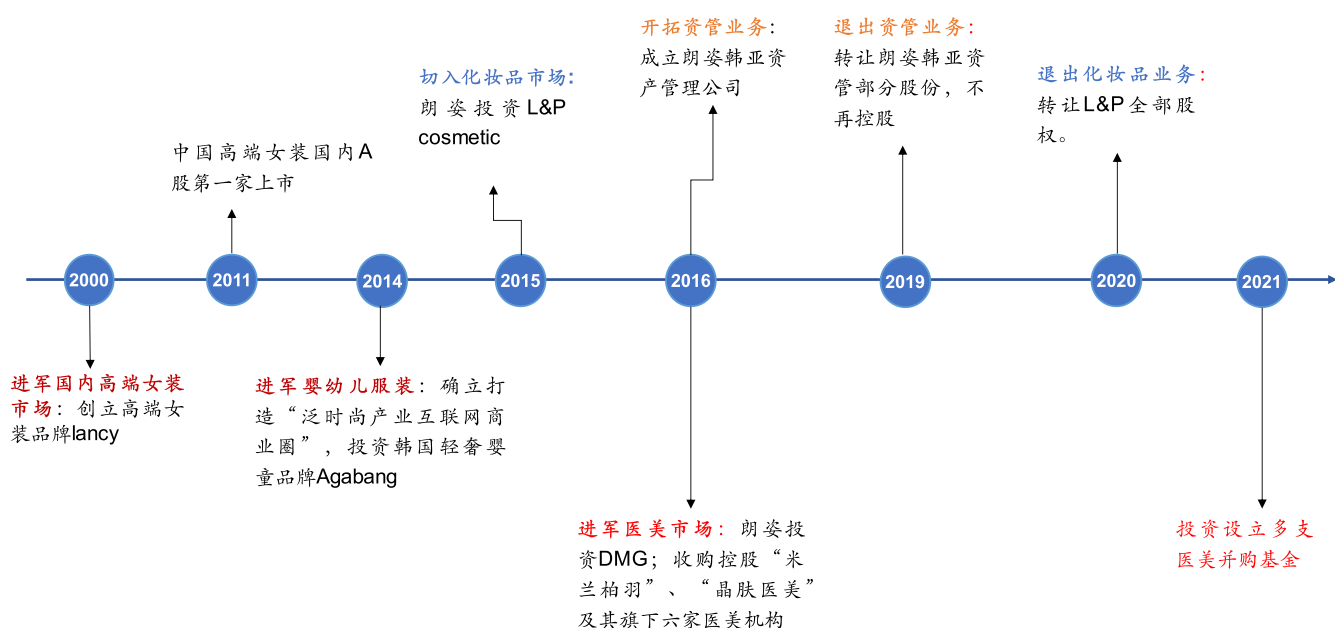 开拓资管业务：
成立朗姿韩亚资
产管理公司
退出资管业务：
转让朗姿韩亚资
管部分股份，不
再控股
切入化妆品市场：
朗姿投资L&P
cosmetic
退出化妆品业务：
转让L&P全部股
权。
中国高端女装国内A
股第一家上市
2000
2011
2014
2015
2016
2019
2020
2021
进军国内高端女装
市场：创立高端女
装品牌lancy
进军婴幼儿服装：确立打
造“泛时尚产业互联网商
业圈”，投资韩国轻奢婴
童品牌Agabang
进军医美市场：朗姿投
资DMG；收购控股“米
兰柏羽”、“晶肤医美”
及其旗下六家医美机构
投资设立多支
医美并购基金